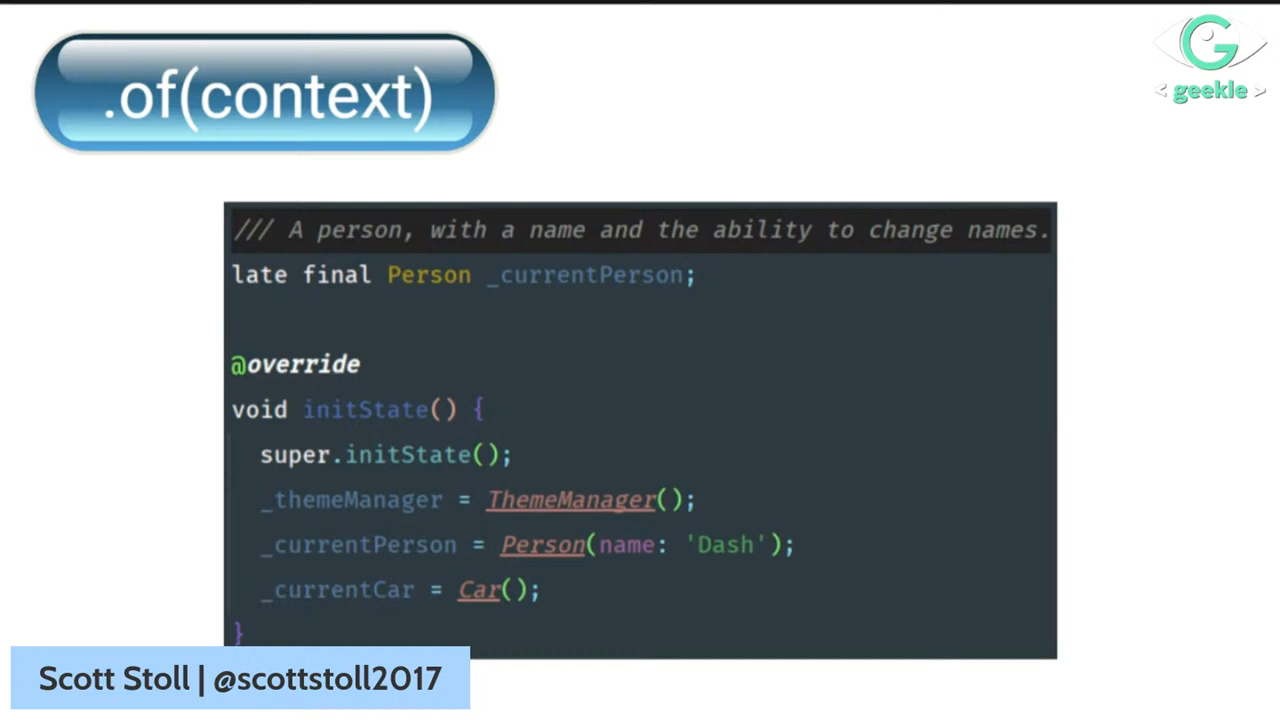 .of(context)
G
< geekle >
/// A person, with a name and the ability to change names.
late final Person _currentPerson;
@override
void initState() {
super.initState();
_themeManager = ThemeManager();
_currentPerson = Person(name: 'Dash');
_currentCar = Car();
}
Scott Stoll | @scottstoll2017